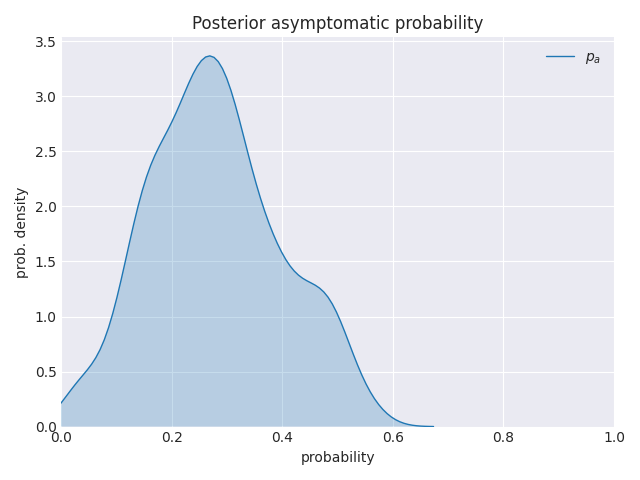 Posterior asymptomatic probability
3.5
3.0
2.5
2.0
1.5
1.0
0.5
0.0
prob. density
0.0 0.2 0.4 0.6 0.8 1.0
probability
pₐ